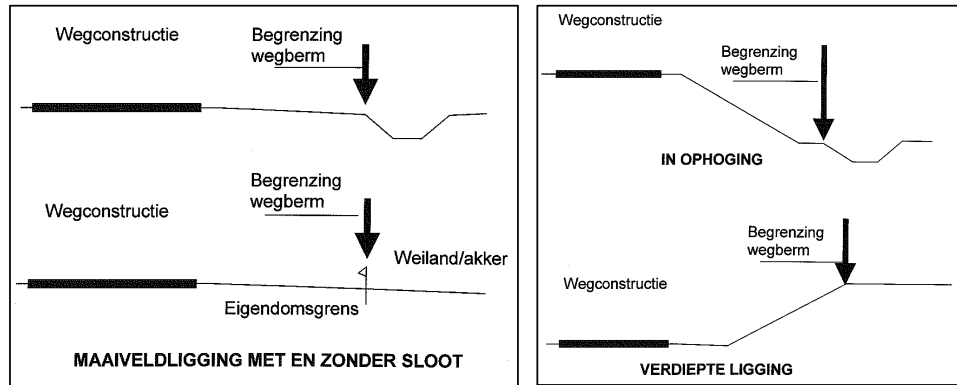 Wegconstructie
Begrenzing
wegberm
Wegconstructie
Begrenzing
wegberm
Weiland/akker
Eigendomsgrens
MAAIVELDLIGGING MET EN ZONDER SLOOT
Wegconstructie
Begrenzing
wegberm
IN OPHOGING
Begrenzing
wegberm
Wegconstructie
VERDIEPTE LIGGING